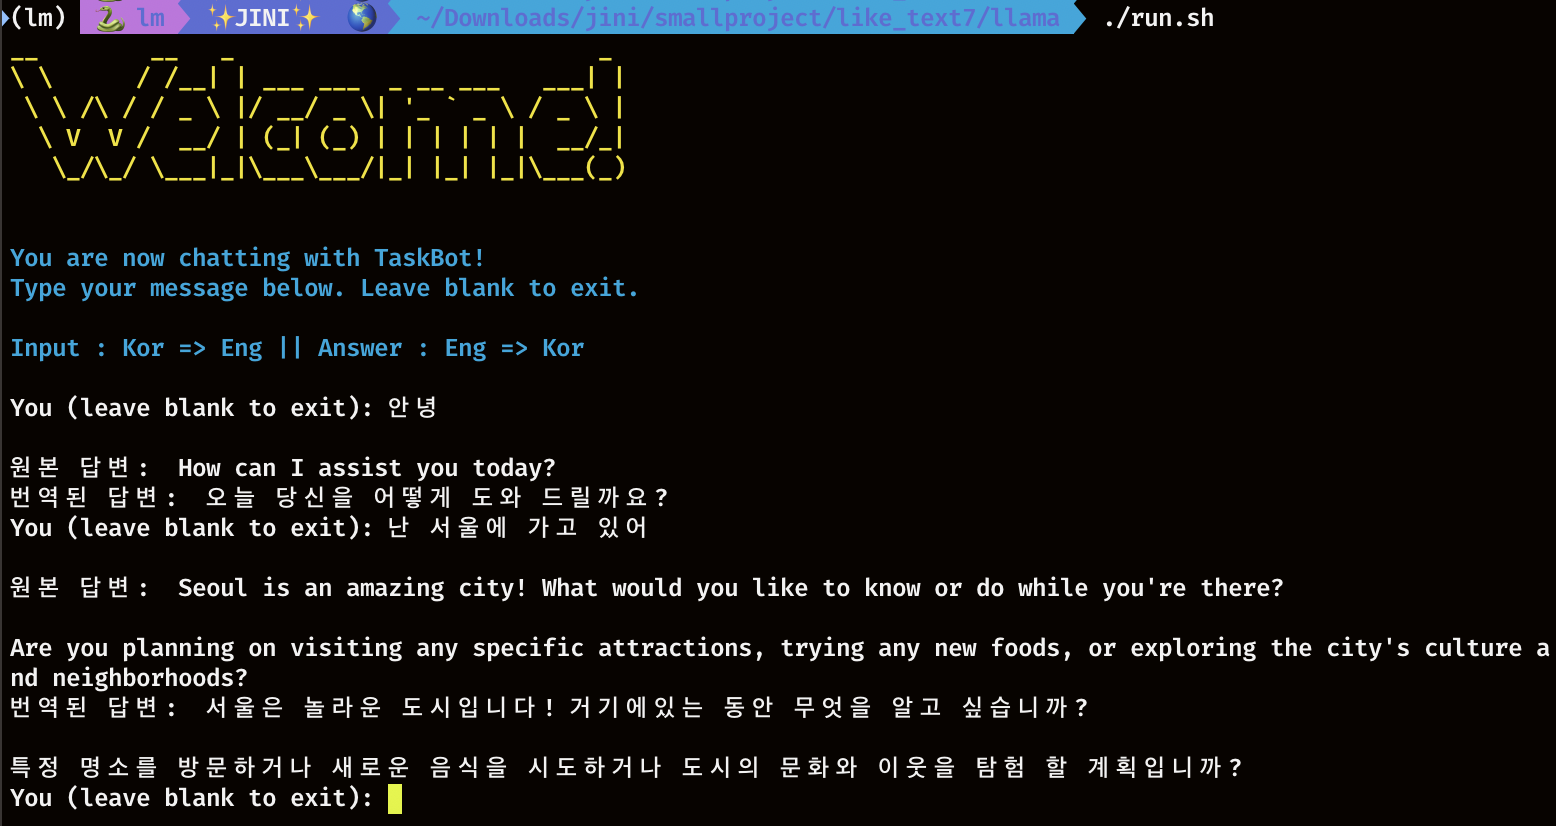 (lm) 🐍 lm ✨JINI✨ 🌎 ~/Downloads/jini/smallproject/like_text7/llama ./run.sh
Welcome!
You are now chatting with TaskBot!
Type your message below. Leave blank to exit.
Input : Kor => Eng || Answer : Eng => Kor
You (leave blank to exit): 안녕
원본 답변: How can I assist you today?
번역된 답변: 오늘 당신을 어떻게 도와 드릴까요?
You (leave blank to exit): 난 서울에 가고 있어
원본 답변: Seoul is an amazing city! What would you like to know or do while you're there?
Are you planning on visiting any specific attractions, trying any new foods, or exploring the city's culture a
nd neighborhoods?
번역된 답변: 서울은 놀라운 도시입니다! 거기에있는 동안 무엇을 알고 싶습니까?
특정 명소를 방문하거나 새로운 음식을 시도하거나 도시의 문화와 이웃을 탐험 할 계획입니까?
You (leave blank to exit):